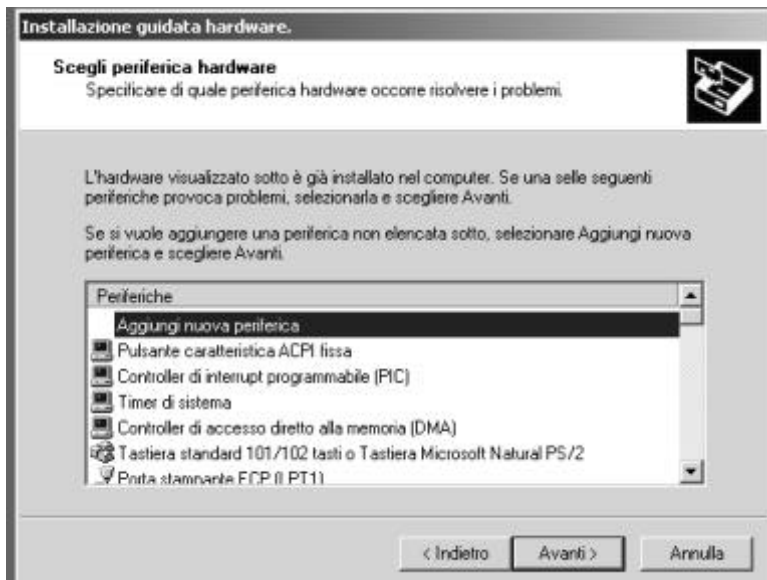 Installazione guidata hardware.
Scegli periferica hardware
Specificare di quale periferica hardware occorre risolvere i problemi.
L'hardware visualizzato sotto è già installato nel computer. Se una selle seguenti
periferiche provoca problemi, selezionarla e scegliere Avanti.
Se si vuole aggiungere una periferica non elencata sotto, selezionare Aggiungi nuova
periferica e scegliere Avanti.
Periferiche
Aggiungi nuova periferica
Pulsante caratteristica ACPI fissa
Controller di interrupt programmabile (PIC)
Timer di sistema
Controller di accesso diretto alla memoria (DMA)
Tastiera standard 101/102 tasti o Tastiera Microsoft Natural PS/2
Porta stampante ECP (LPT1)
< Indietro
Avanti >
Annulla